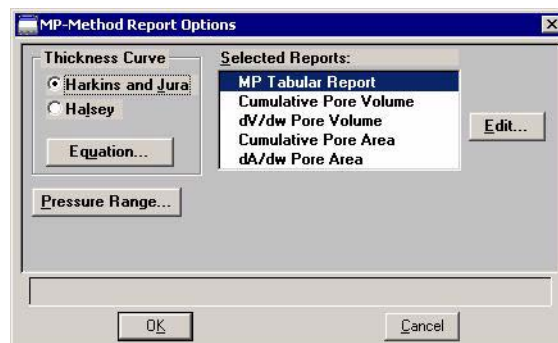 MP-Method Report Options
Thickness Curve
Harkins and Jura
Halsey
Equation...
Pressure Range...
Selected Reports:
MP Tabular Report
Cumulative Pore Volume
dV/dw Pore Volume
Cumulative Pore Area
dA/dw Pore Area
Edit...
OK
Cancel